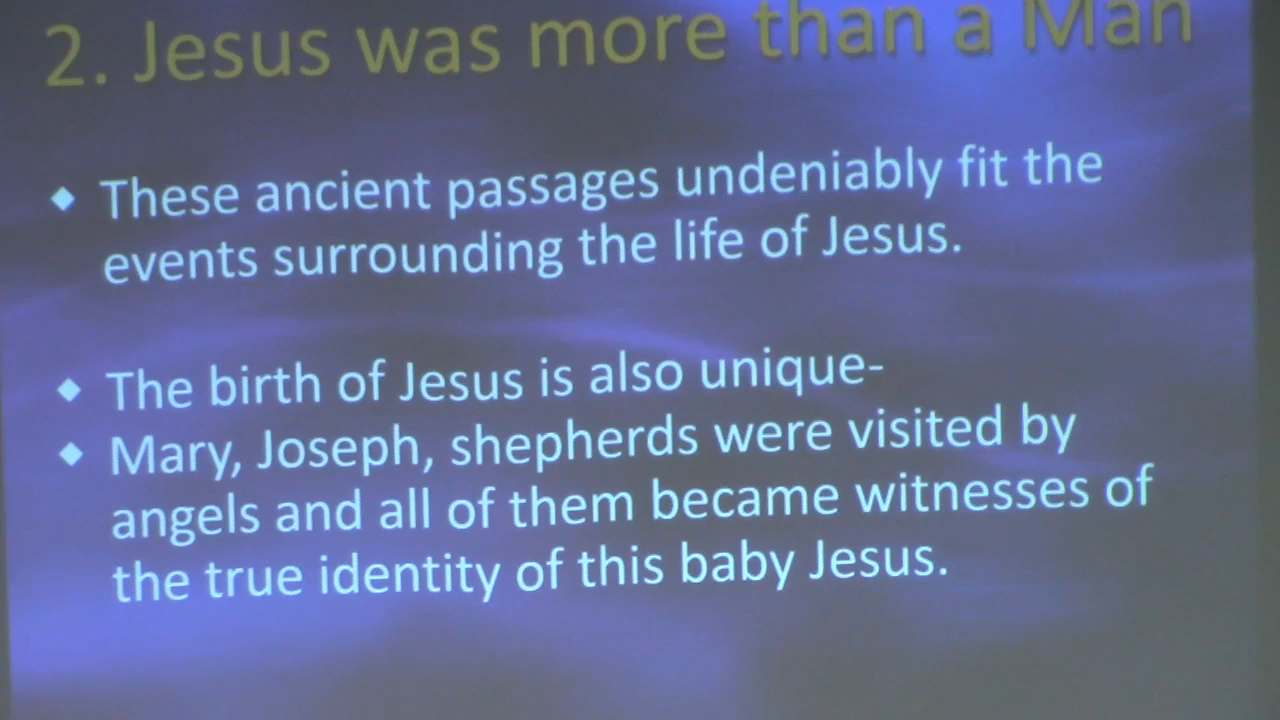 2. Jesus was more than a Man
◆ These ancient passages undeniably fit the
events surrounding the life of Jesus.
◆ The birth of Jesus is also unique-
◆ Mary, Joseph, shepherds were visited by
angels and all of them became witnesses of
the true identity of this baby Jesus.